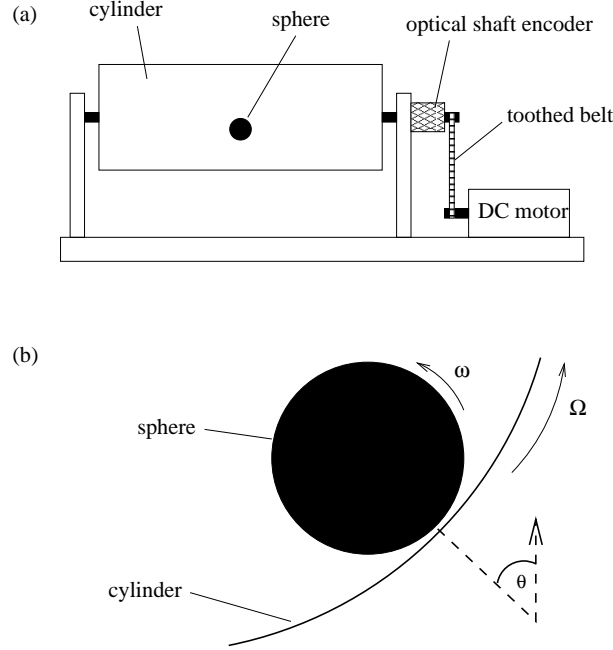 (a)
cylinder
sphere
optical shaft encoder
toothed belt
DC motor
(b)
ω
Ω
sphere
θ
cylinder